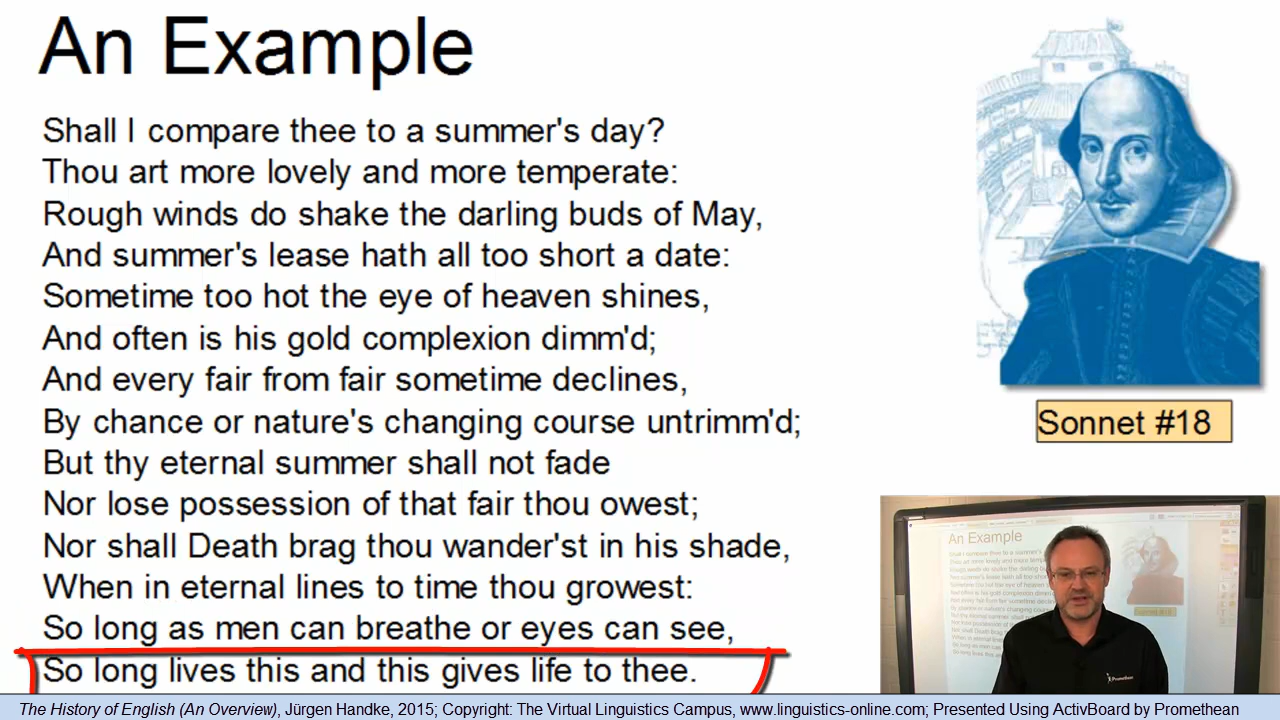 An Example
Shall I compare thee to a summer's day?
Thou art more lovely and more temperate:
Rough winds do shake the darling buds of May,
And summer's lease hath all too short a date:
Sometime too hot the eye of heaven shines,
And often is his gold complexion dimm'd;
And every fair from fair sometime declines,
By chance or nature's changing course untrimm'd;
But thy eternal summer shall not fade
Nor lose possession of that fair thou owest;
Nor shall Death brag thou wander'st in his shade,
When in eternal lines to time thou growest:
So long as men can breathe or eyes can see,
So long lives this and this gives life to thee.
Sonnet #18
An Example
Promethean
The History of English (An Overview), Jürgen Handke, 2015; Copyright: The Virtual Linguistics Campus, www.linguistics-online.com; Presented Using ActivBoard by Promethean